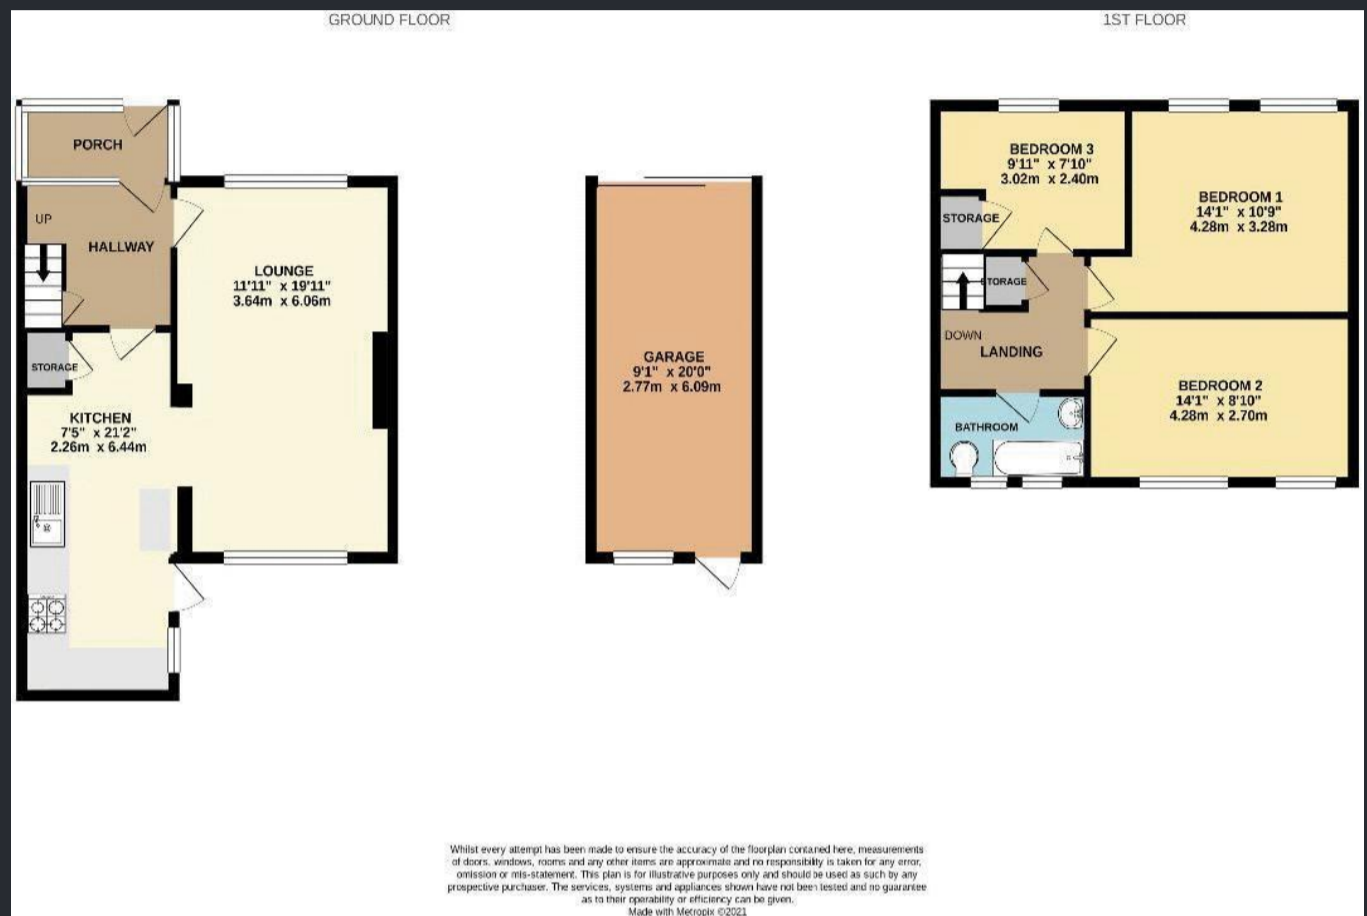 GROUND FLOOR
1ST FLOOR
PORCH
UP
HALLWAY
LOUNGE
11'11" x 19'11"
3.64m x 6.06m
STORAGE
KITCHEN
7'5" x 21'2"
2.26m x 6.44m
GARAGE
9'1" x 20'0"
2.77m x 6.09m
BEDROOM 3
9'11" x 7'10"
3.02m x 2.40m
STORAGE
BEDROOM 1
14'1" x 10'9"
4.28m x 3.28m
STORAGE
DOWN
LANDING
BEDROOM 2
14'1" x 8'10"
4.28m x 2.70m
BATHROOM
Whilst every attempt has been made to ensure the accuracy of the floorplan contained here, measurements
of doors, windows, rooms and any other items are approximate and no responsibility is taken for any error,
omission or mis-statement. This plan is for illustrative purposes only and should be used as such by any
prospective purchaser. The services, systems and appliances shown have not been tested and no guarantee
as to their operability or efficiency can be given.
Made with Metropix ©2021